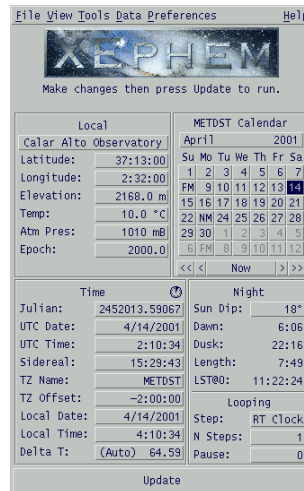 File View Tools Data Preferences Help
XEPHEM
Make changes then press Update to run.
Local
Calar Alto Observatory
Latitude: 37:13:00
Longitude: 2:32:00
Elevation: 2168.0 m
Temp: 10.0 °C
Atm Pres: 1010 mB
Epoch: 2000.0
METDST Calendar
April 2001
Su Mo Tu We Th Fr Sa
1 2 3 4 5 6 7
FM 9 10 11 12 13 14
15 16 17 18 19 20 21
22 NM 24 25 26 27 28
29 30 1 2 3 4 5
6 FM 8 9 10 11 12
<< < Now > >>
Time
Julian: 2452013.59067
UTC Date: 4/14/2001
UTC Time: 2:10:34
Sidereal: 15:29:43
TZ Name: METDST
TZ Offset: -2:00:00
Local Date: 4/14/2001
Local Time: 4:10:34
Delta T: (Auto) 64.59
Night
Sun Dip: 18°
Dawn: 6:06
Dusk: 22:16
Length: 7:49
LST@0: 11:22:24
Looping
Step: RT Clock
N Steps: 1
Pause: 0
Update